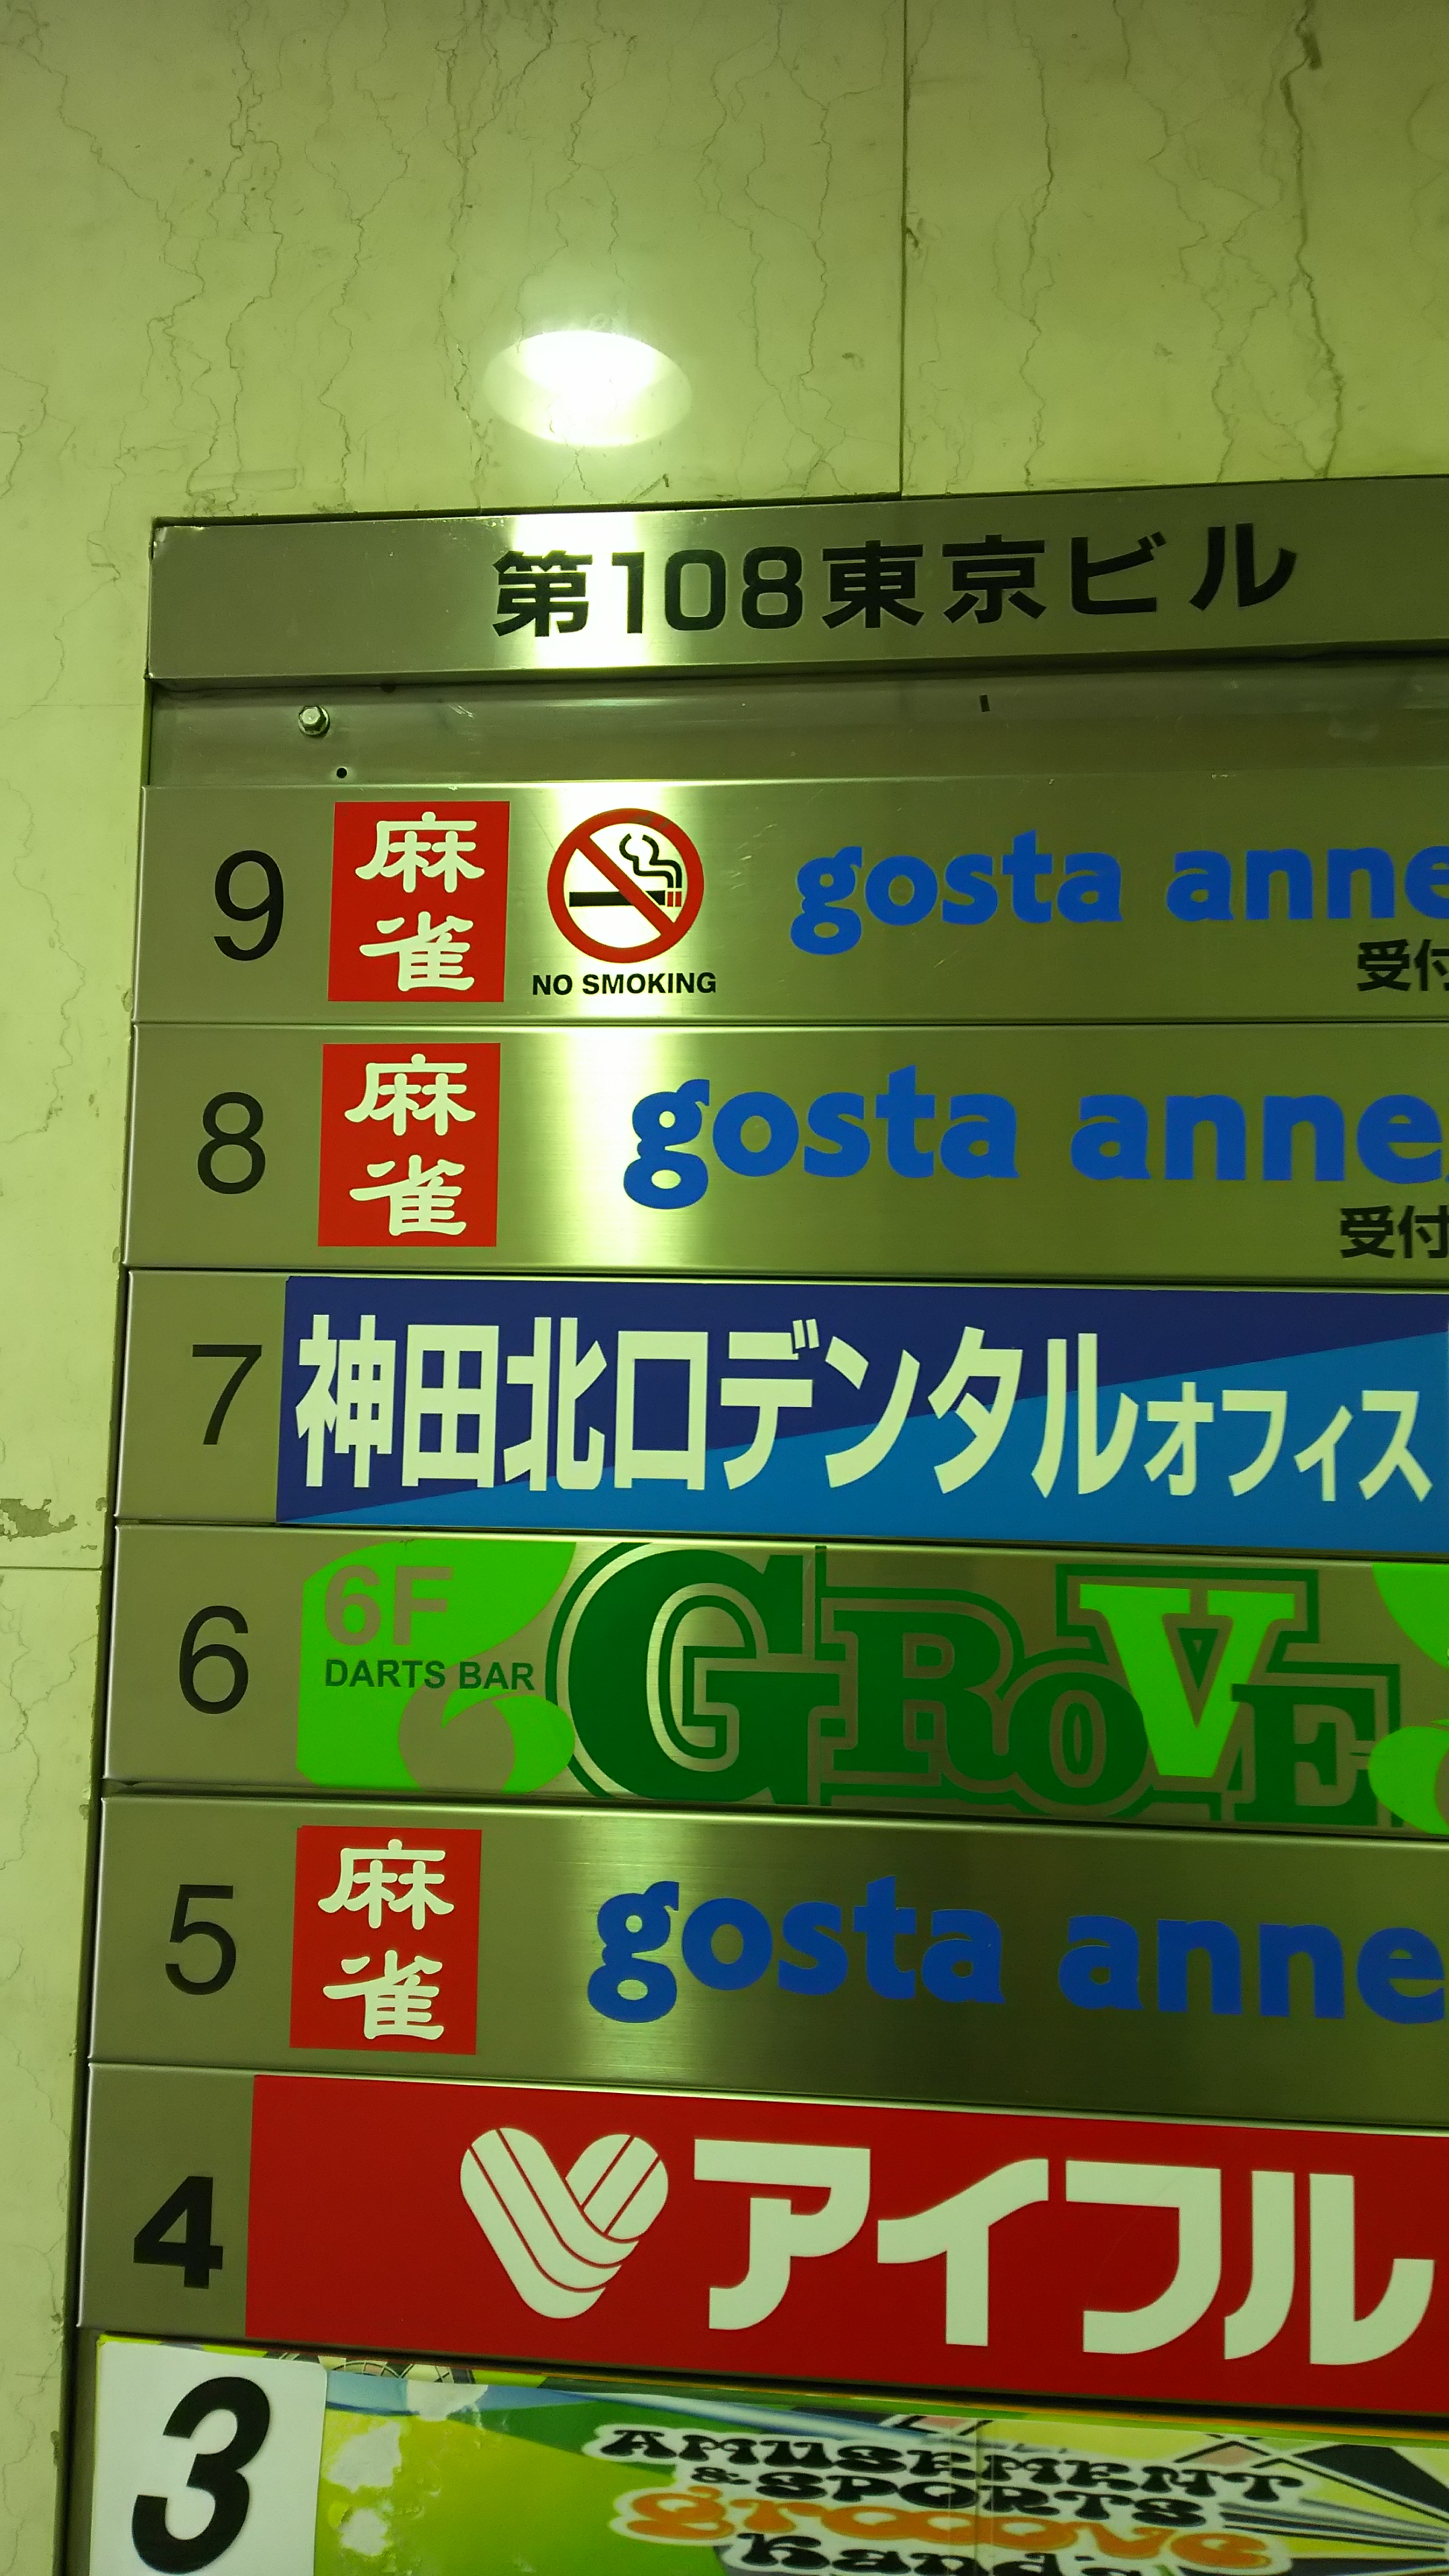 第108東京ビル
9 麻雀 NO SMOKING gosta anne
受付
8 麻雀 gosta anne
受付
7 神田北口デンタルオフィス
6 6F DARTS BAR GROVE
5 麻雀 gosta anne
4 アイフル
3 AMUSEMENT
& SPORTS
groove